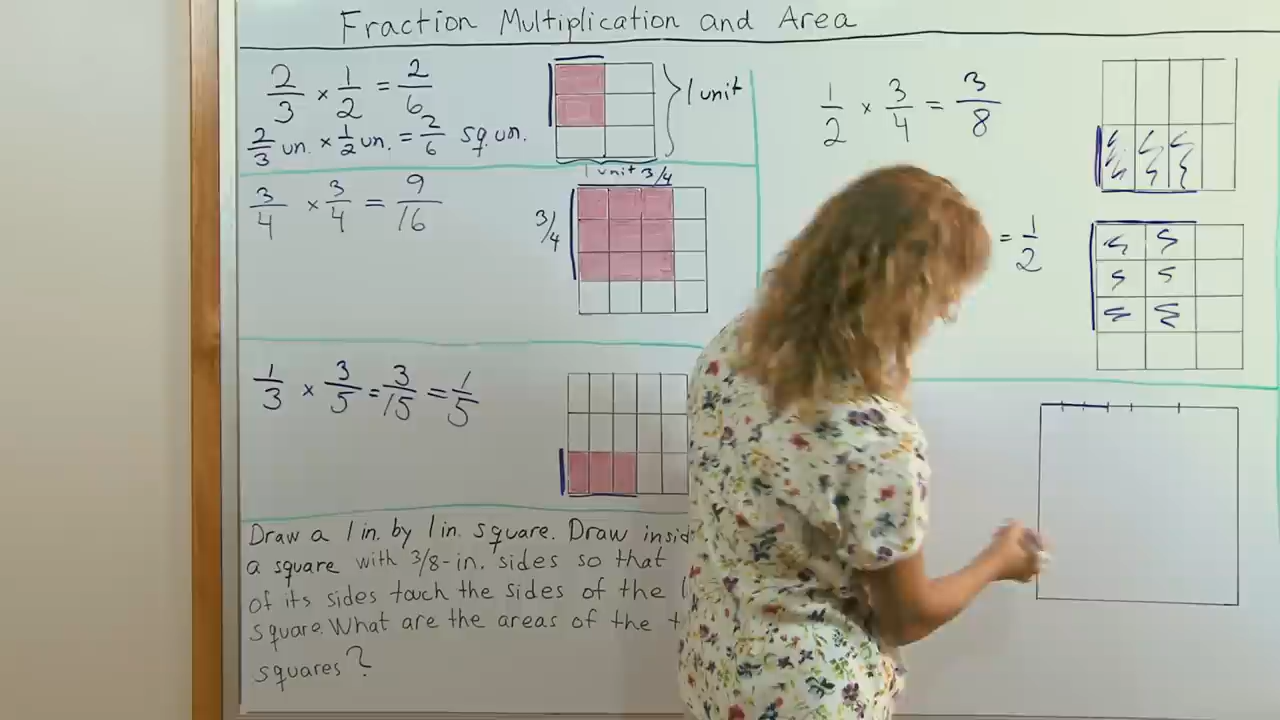 Fraction Multiplication and Area
2/3 × 1/2 = 2/6
2/3 un. × 1/2 un. = 2/6 sq. un.
1 unit
1 unit
3/4 × 3/4 = 9/16
3/4
3/4
1/3 × 3/5 = 3/15 = 1/5
Draw a 1 in. by 1 in. square. Draw insid
a square with 3/8-in. sides so that
of its sides touch the sides of the
square. What are the areas of the
squares?
1/2 × 3/4 = 3/8
= 1/2